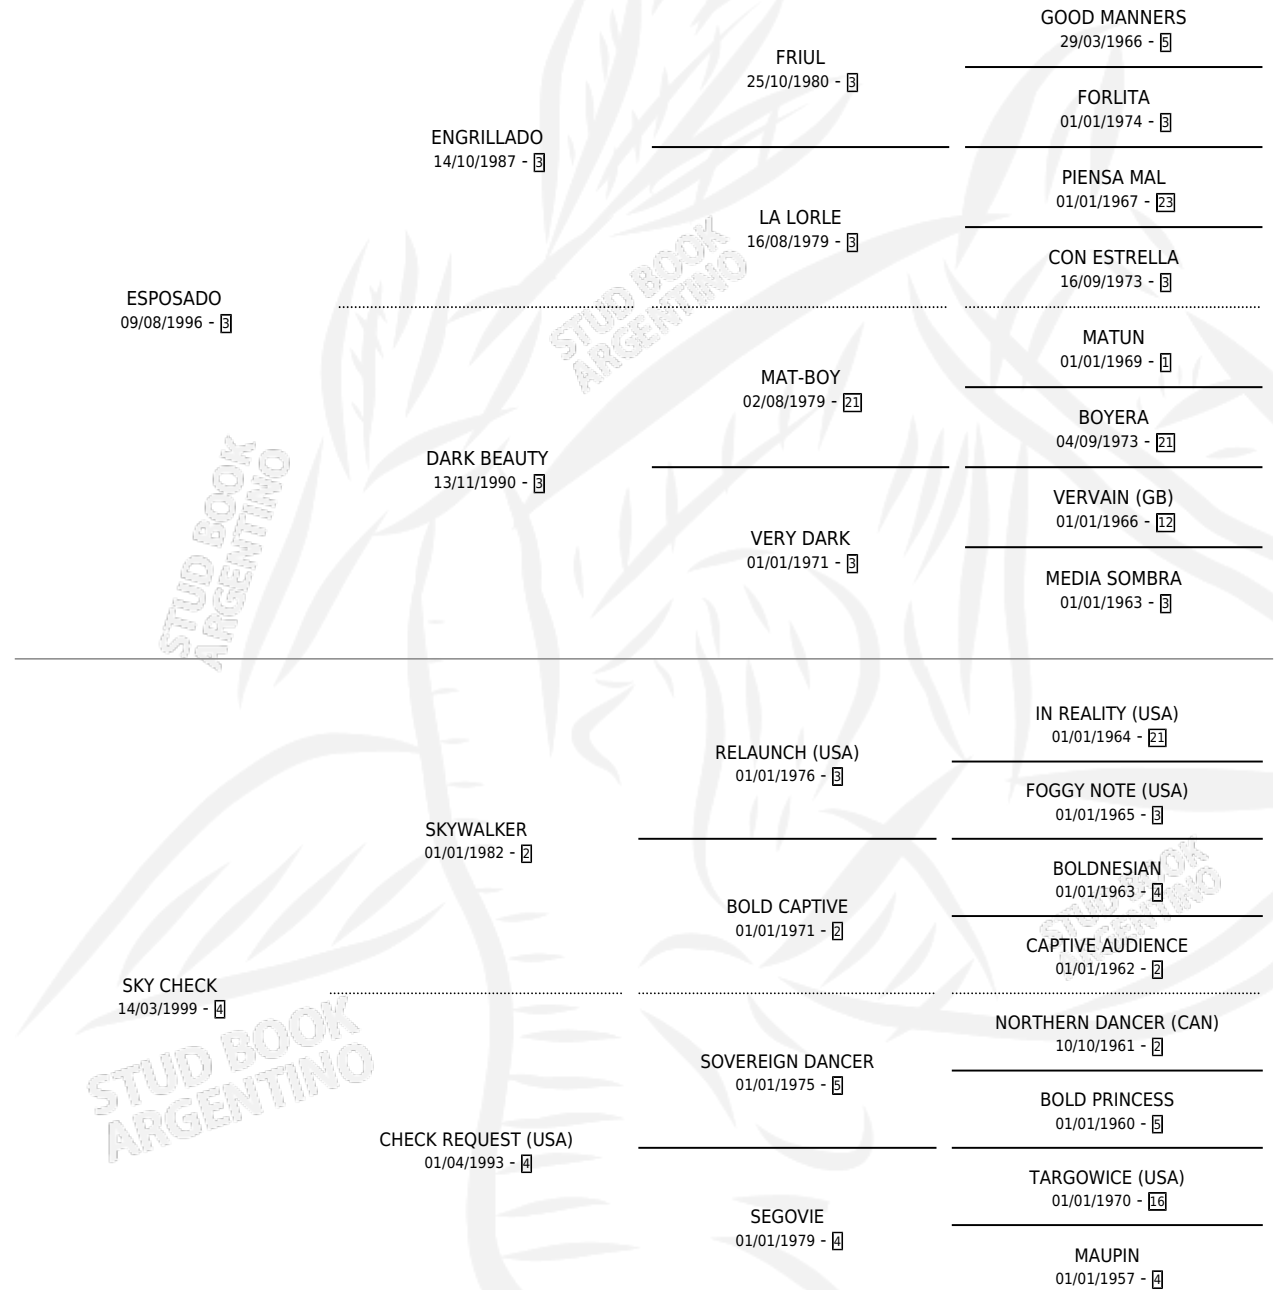 GOOD MANNERS
29/03/1966 - 5
FRIUL
25/10/1980 - 3
FORLITA
01/01/1974 - 3
ENGRILLADO
14/10/1987 - 3
PIENSA MAL
01/01/1967 - 23
LA LORLE
16/08/1979 - 3
CON ESTRELLA
16/09/1973 - 3
ESPOSADO
09/08/1996 - 3
MATUN
01/01/1969 - 1
MAT-BOY
02/08/1979 - 21
BOYERA
04/09/1973 - 21
DARK BEAUTY
13/11/1990 - 3
VERVAIN (GB)
01/01/1966 - 12
VERY DARK
01/01/1971 - 3
MEDIA SOMBRA
01/01/1963 - 3
STUD BOOK
ARGENTINO
STUD BOOK
ARGENTINO
IN REALITY (USA)
01/01/1964 - 21
RELAUNCH (USA)
01/01/1976 - 3
FOGGY NOTE (USA)
01/01/1965 - 3
SKYWALKER
01/01/1982 - 2
BOLDNESIAN
01/01/1963 - 4
BOLD CAPTIVE
01/01/1971 - 2
CAPTIVE AUDIENCE
01/01/1962 - 2
STUD BOOK
ARGENTINO
SKY CHECK
14/03/1999 - 4
NORTHERN DANCER (CAN)
10/10/1961 - 2
SOVEREIGN DANCER
01/01/1975 - 5
BOLD PRINCESS
01/01/1960 - 5
CHECK REQUEST (USA)
01/04/1993 - 4
TARGOWICE (USA)
01/01/1970 - 16
SEGOVIE
01/01/1979 - 4
MAUPIN
01/01/1957 - 4
STUD BOOK
ARGENTINO